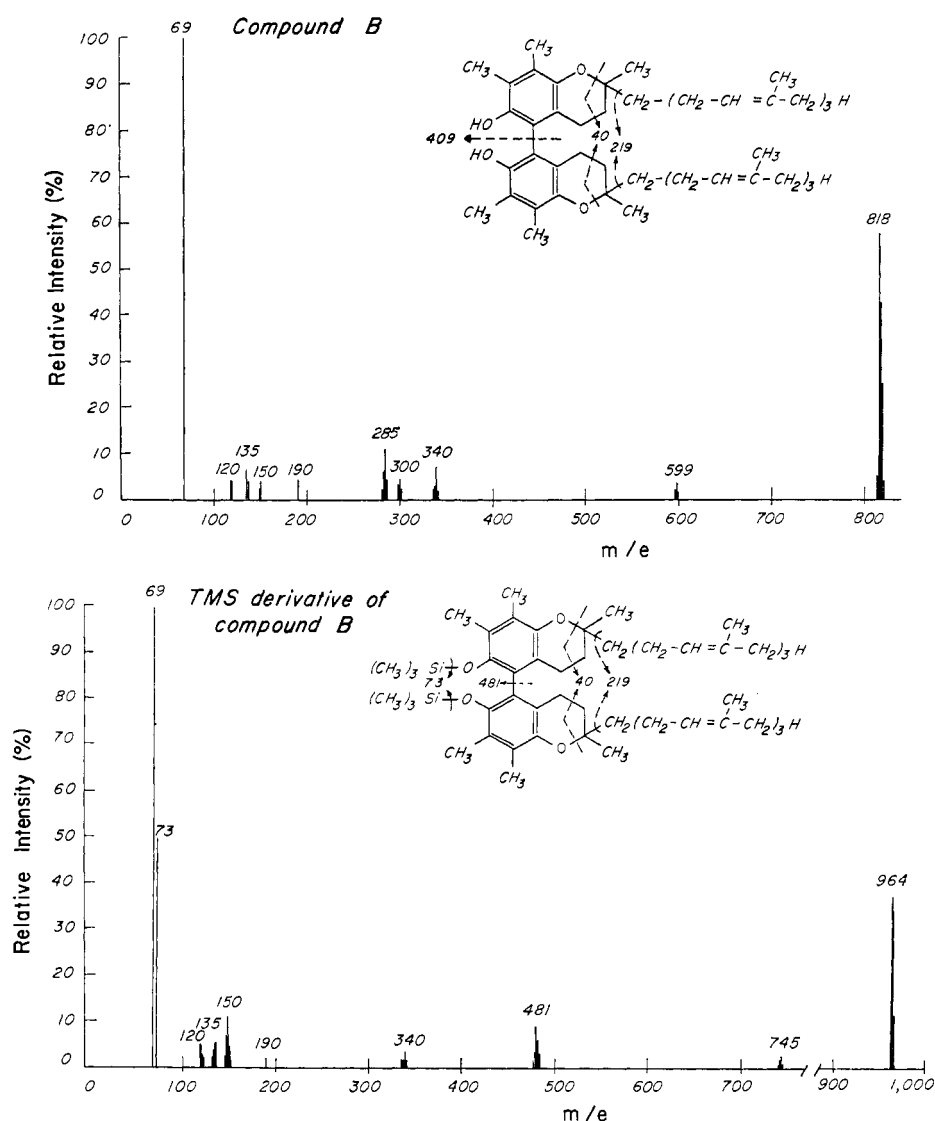 Compound B
Relative Intensity (%)
100
90
80
70
60
50
40
30
20
10
0
69
120
135
150
190
285
300
340
599
818
0
100
200
300
400
500
600
700
800
m/e
CH3
CH3
O
CH3
CH3
CH2-(CH2-CH=C-CH2)3H
HO
409
40
219
HO
CH3
CH2-(CH2-CH=C-CH2)3H
CH3
O
CH3
CH3
TMS derivative of
compound B
Relative Intensity (%)
100
90
80
70
60
50
40
30
20
10
0
69
73
120
135
150
190
340
481
745
964
0
100
200
300
400
500
600
700
900
1,000
m/e
CH3
CH3
O
CH3
CH3
CH2(CH2-CH=C-CH2)3H
(CH3)3 Si-O
73
481
40
219
(CH3)3 Si-O
CH3
CH2(CH2-CH=C-CH2)3H
CH3
O
CH3
CH3